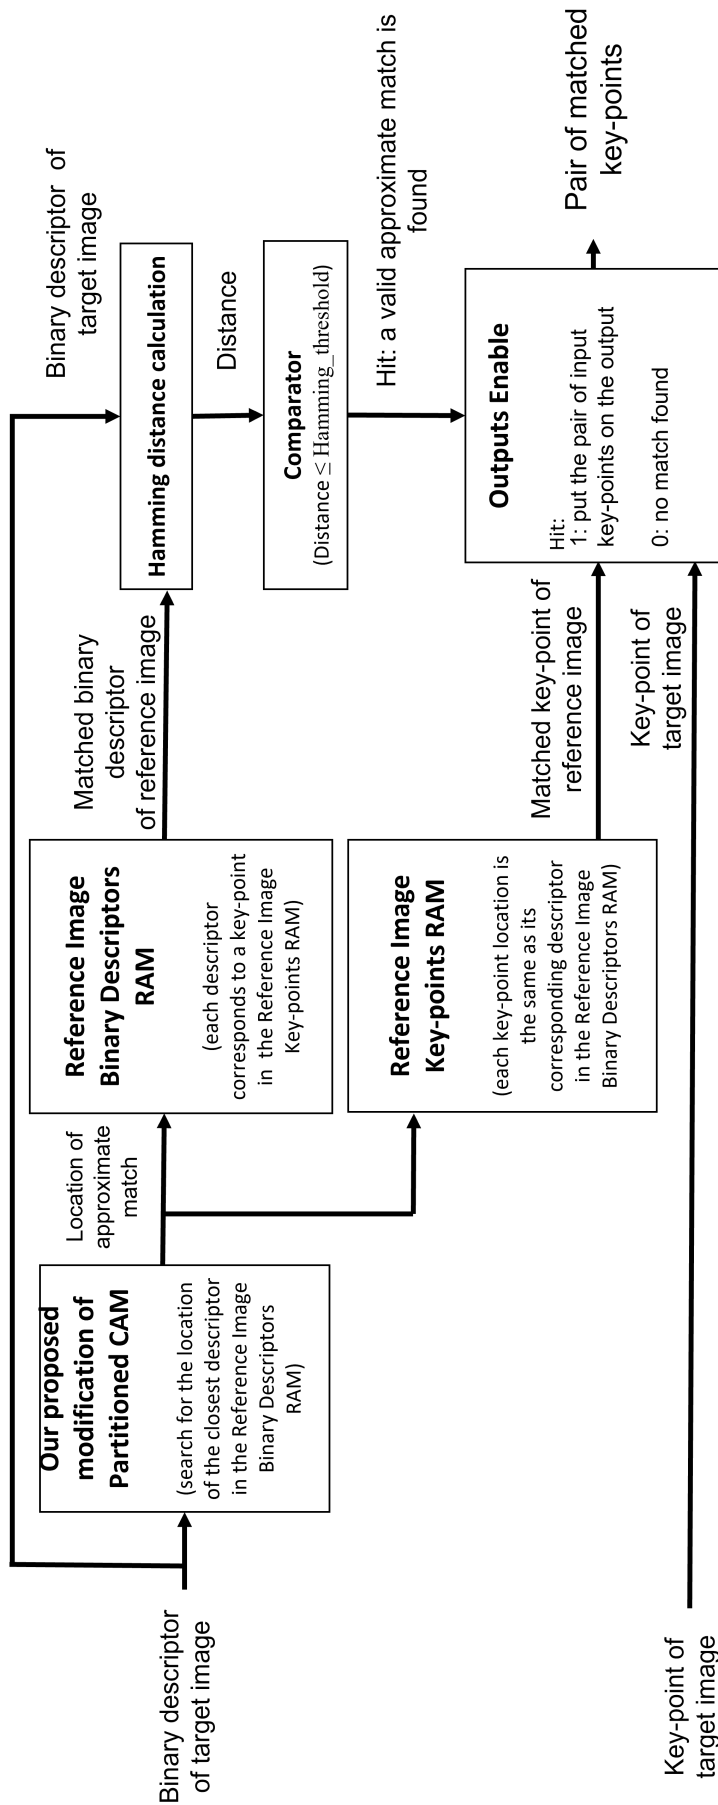 Binary descriptor
of target image
Key-point of
target image
Our proposed
modification of
Partitioned CAM
(search for the location
of the closest descriptor
in the Reference Image
Binary Descriptors
RAM)
Location of
approximate
match
Reference Image
Binary Descriptors
RAM
(each descriptor
corresponds to a key-point
in  the Reference Image
Key-points RAM)
Reference Image
Key-points RAM
(each key-point location is
the same as its
corresponding descriptor
in the Reference Image
Binary Descriptors RAM)
Matched binary
descriptor
of reference image
Matched key-point of
reference image
Key-point of
target image
Binary descriptor  of
target image
Hamming distance calculation
Distance
Comparator
(Distance ≤ Hamming_threshold)
Hit: a valid approximate match is
found
Outputs Enable
Hit:
1: put the pair of input
key-points on the output
0: no match found
Pair of matched
key-points